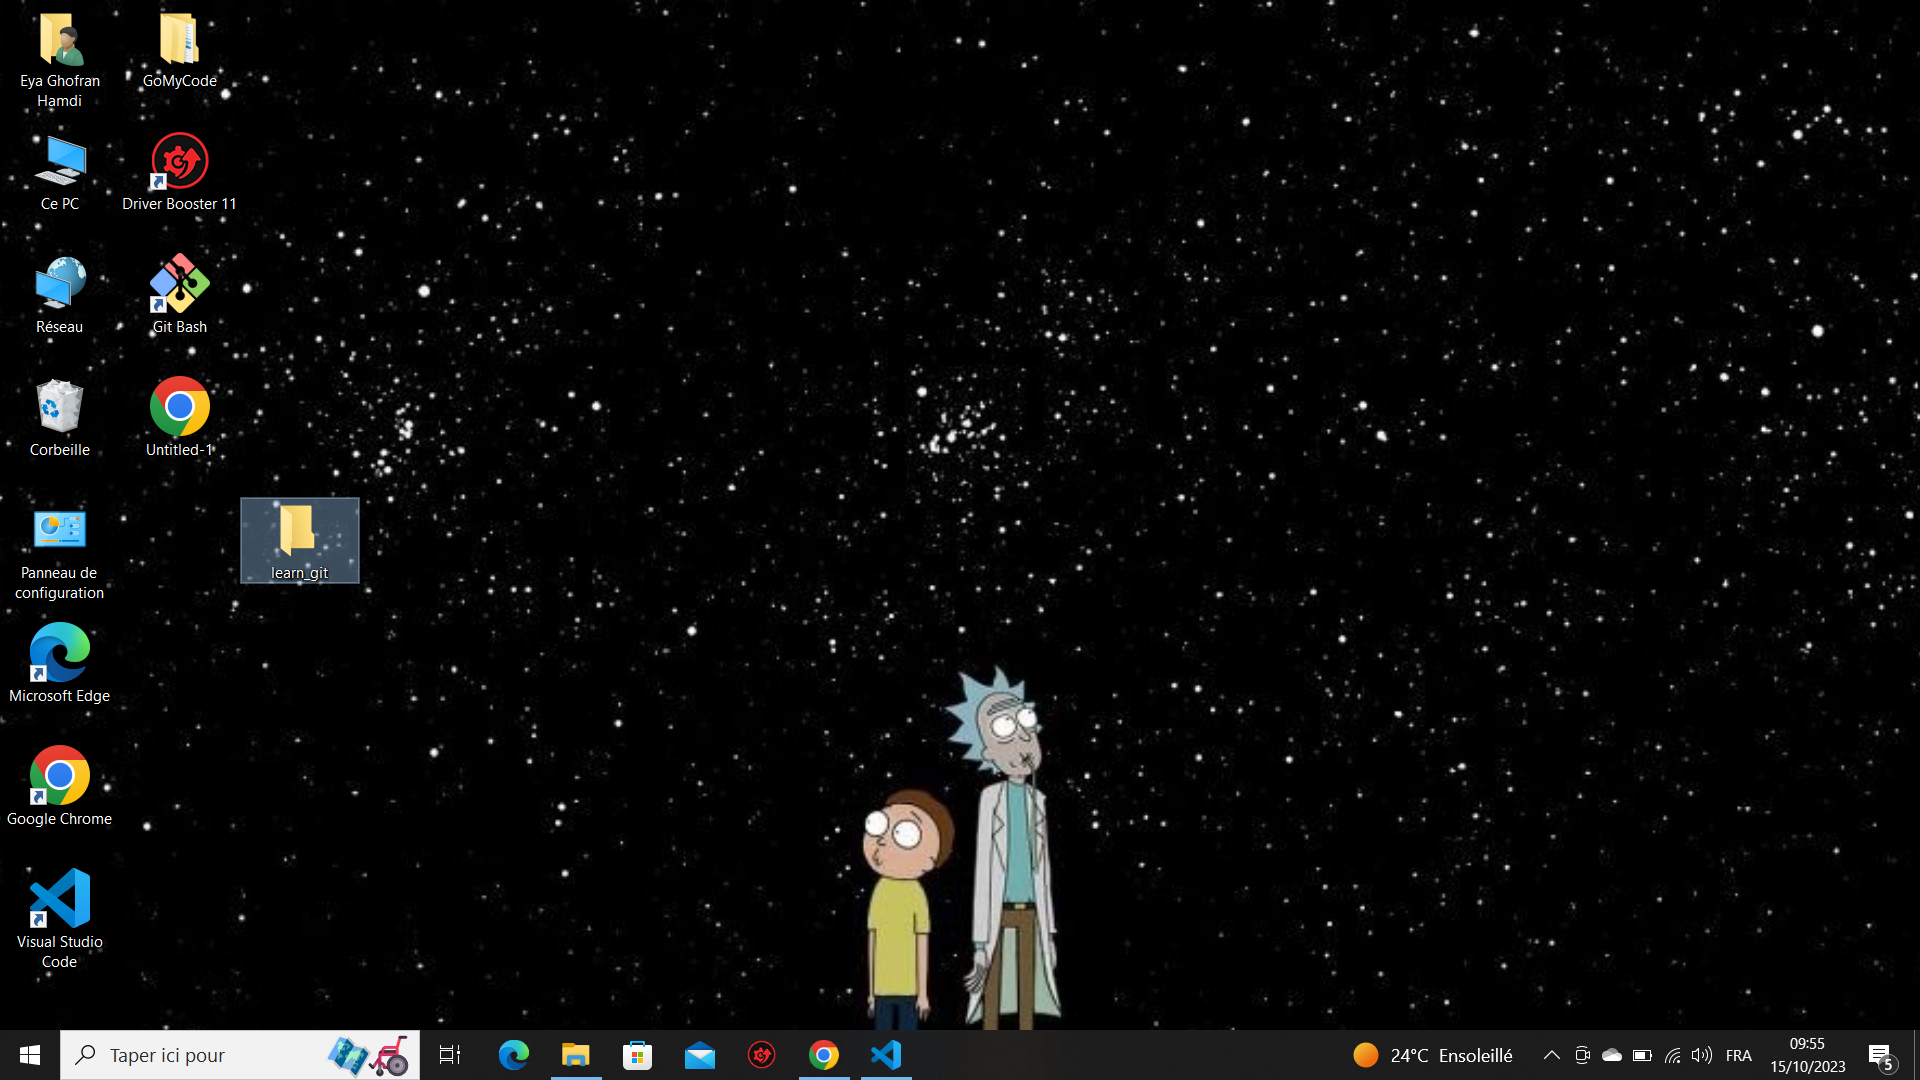 Eya Ghofran
Hamdi
GoMyCode
Ce PC
Driver Booster 11
Réseau
Git Bash
Corbeille
Untitled-1
Panneau de
configuration
learn_git
Microsoft Edge
Google Chrome
Visual Studio
Code
Taper ici pour
24°C Ensoleillé
FRA
09:55
15/10/2023
5